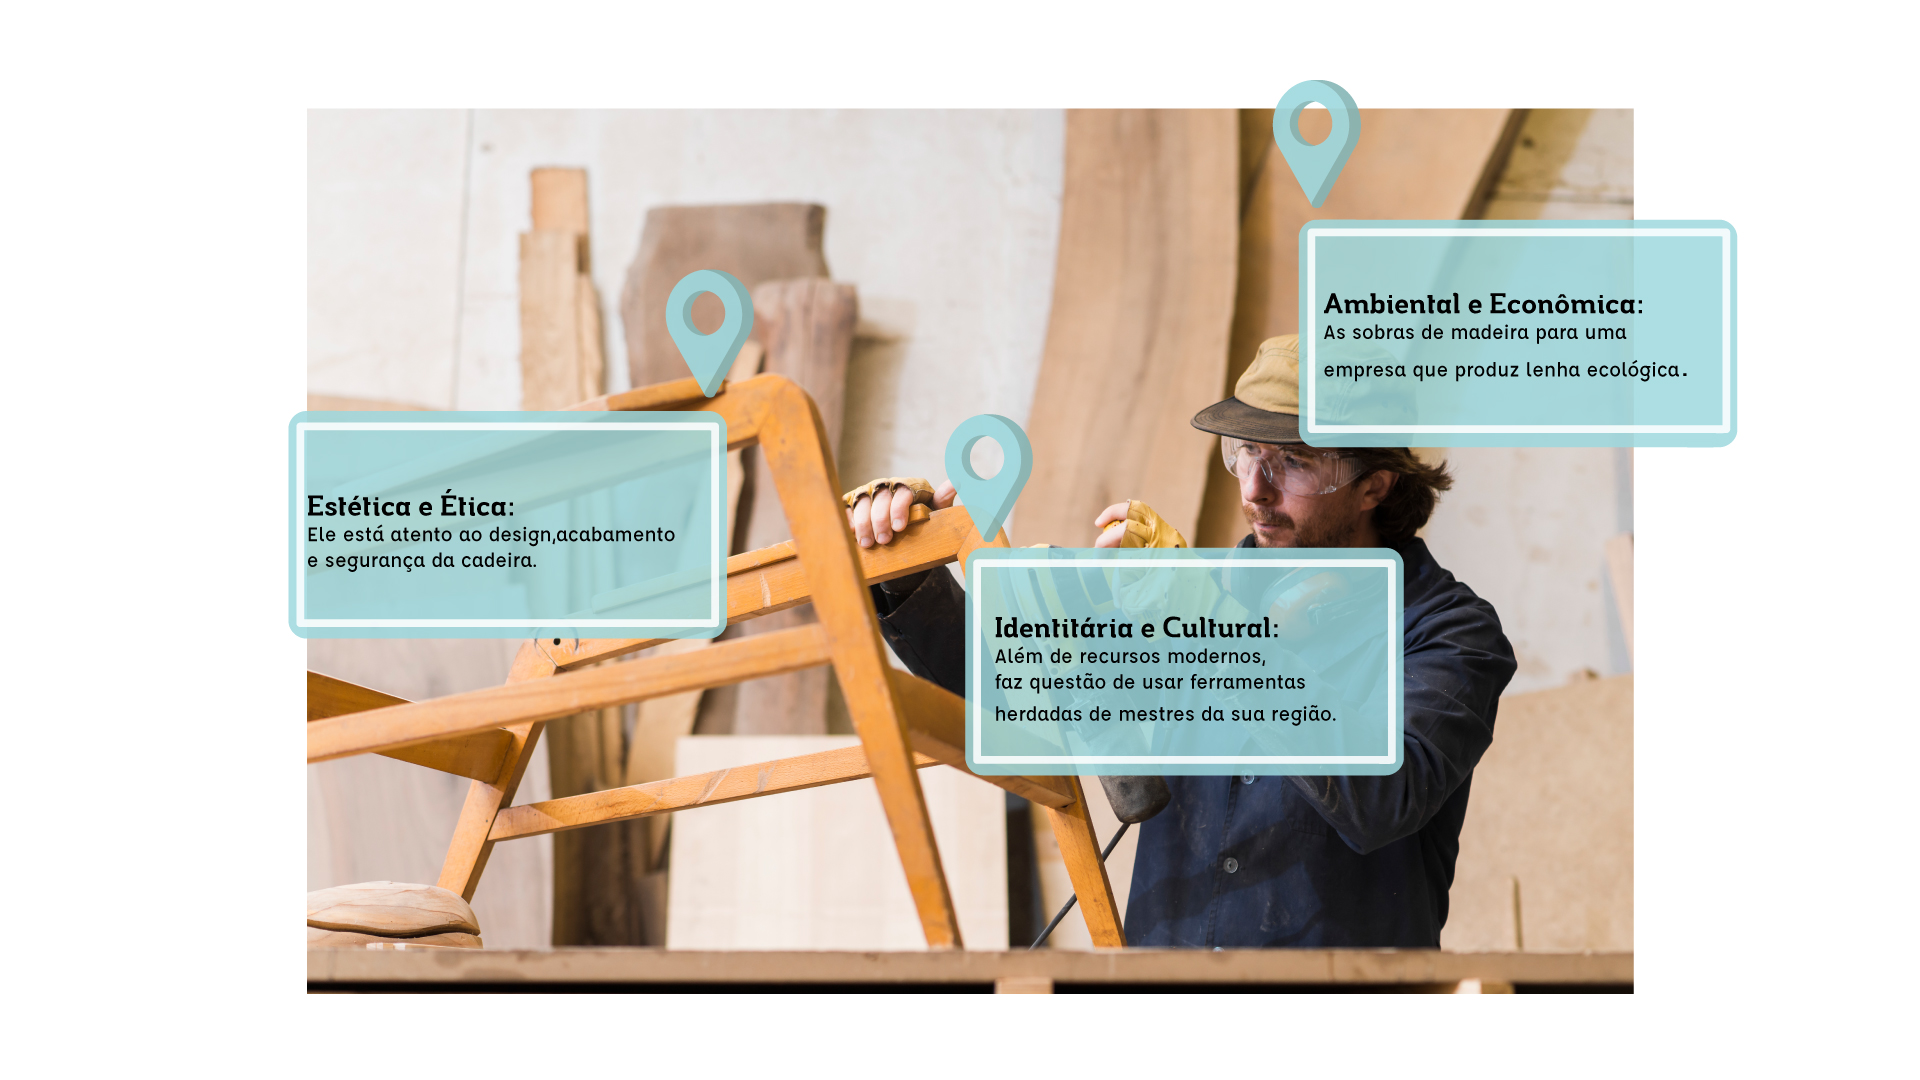 Ambiental e Econômica:
As sobras de madeira para uma
empresa que produz lenha ecológica.
Estética e Ética:
Ele está atento ao design,acabamento
e segurança da cadeira.
Identitária e Cultural:
Além de recursos modernos,
faz questão de usar ferramentas
herdadas de mestres da sua região.